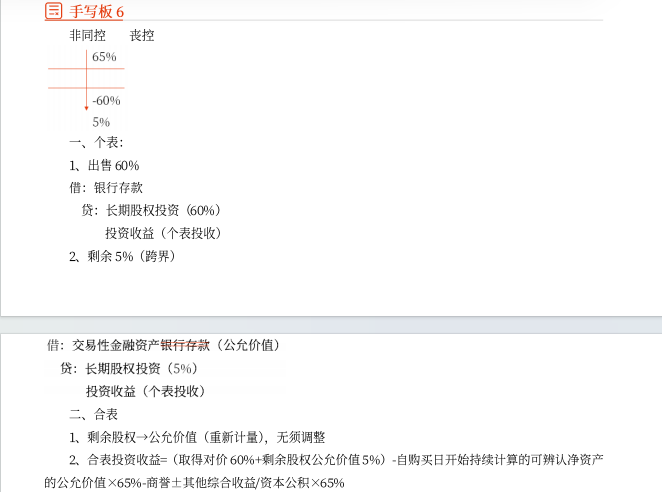 手写板 6
非同控 丧控
65%
-60%
5%
一、个表：
1、出售 60%
借：银行存款
贷：长期股权投资（60%）
投资收益（个表投收）
2、剩余 5%（跨界）
借：交易性金融资产银行存款（公允价值）
贷：长期股权投资（5%）
投资收益（个表投收）
二、合表
1、剩余股权→公允价值（重新计量），无须调整
2、合表投资收益=（取得对价 60%+剩余股权公允价值 5%）-自购买日开始持续计算的可辨认净资产
的公允价值×65%-商誉±其他综合收益/资本公积×65%